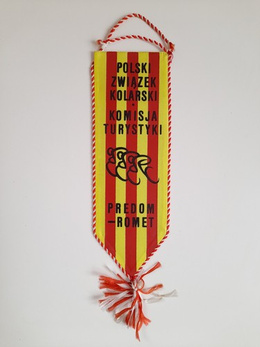 POLSKI
ZWIĄZEK
KOLARSKI
KOMISJA
TURYSTYKI
PREDOM
-ROMET